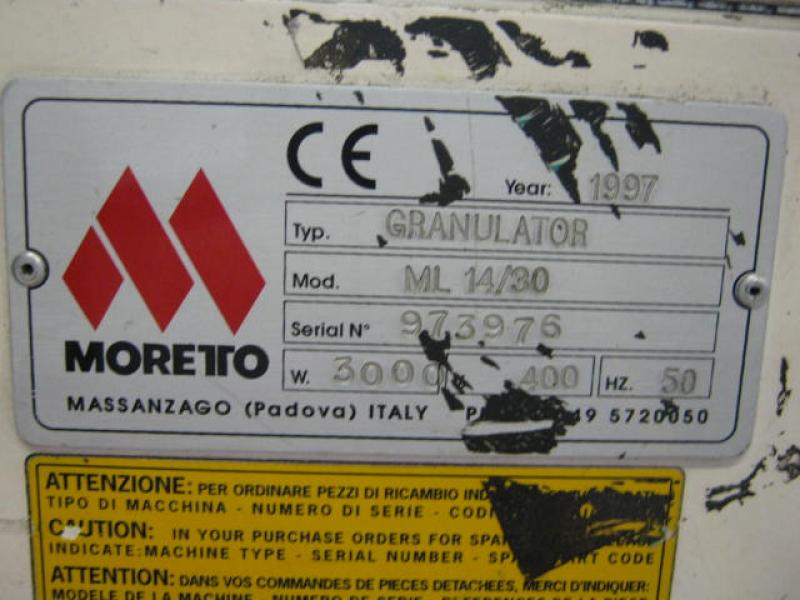 CE
Year: 1997
Typ. GRANULATOR
Mod. ML 14/30
Serial N° 973976
W. 3000 400 HZ. 50
MORETTO
MASSANZAGO (Padova) ITALY 49 5720050
ATTENZIONE: PER ORDINARE PEZZI DI RICAMBIO
TIPO DI MACCHINA - NUMERO DI SERIE -
CAUTION: IN YOUR PURCHASE ORDERS FOR
INDICATE: MACHINE TYPE - SERIAL NUMBER - CODE
ATTENTION: DANS VOS COMMANDES DE PIECES DETACHEES, MERCI D'INDIQUER:
MODELE DE LA MACHINE - NUMERO DE SERIE -